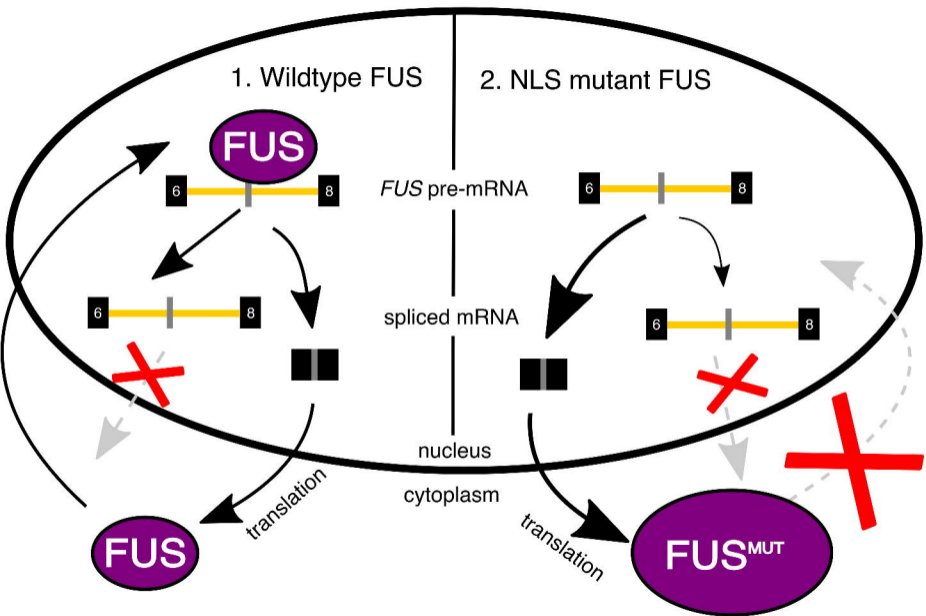 1. Wildtype FUS
2. NLS mutant FUS
FUS
6
8
FUS pre-mRNA
6
8
6
8
spliced mRNA
6
8
nucleus
cytoplasm
translation
translation
FUS
FUSᴹᵁᵀ